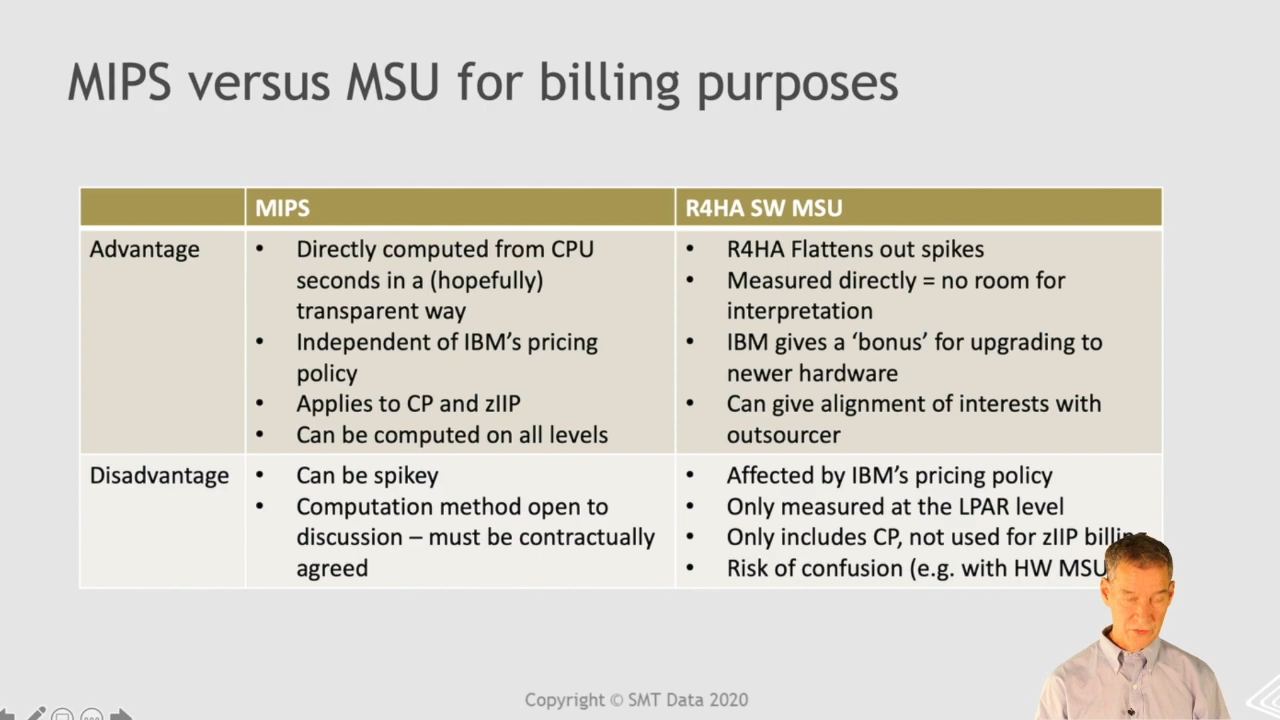 MIPS versus MSU for billing purposes
MIPS
R4HA SW MSU
Advantage
• Directly computed from CPU
seconds in a (hopefully)
transparent way
• Independent of IBM's pricing
policy
• Applies to CP and zIIP
• Can be computed on all levels
• R4HA Flattens out spikes
• Measured directly = no room for
interpretation
• IBM gives a 'bonus' for upgrading to
newer hardware
• Can give alignment of interests with
outsourcer
Disadvantage
• Can be spikey
• Computation method open to
discussion – must be contractually
agreed
• Affected by IBM's pricing policy
• Only measured at the LPAR level
• Only includes CP, not used for zIIP billing
• Risk of confusion (e.g. with HW MSU
Copyright © SMT Data 2020